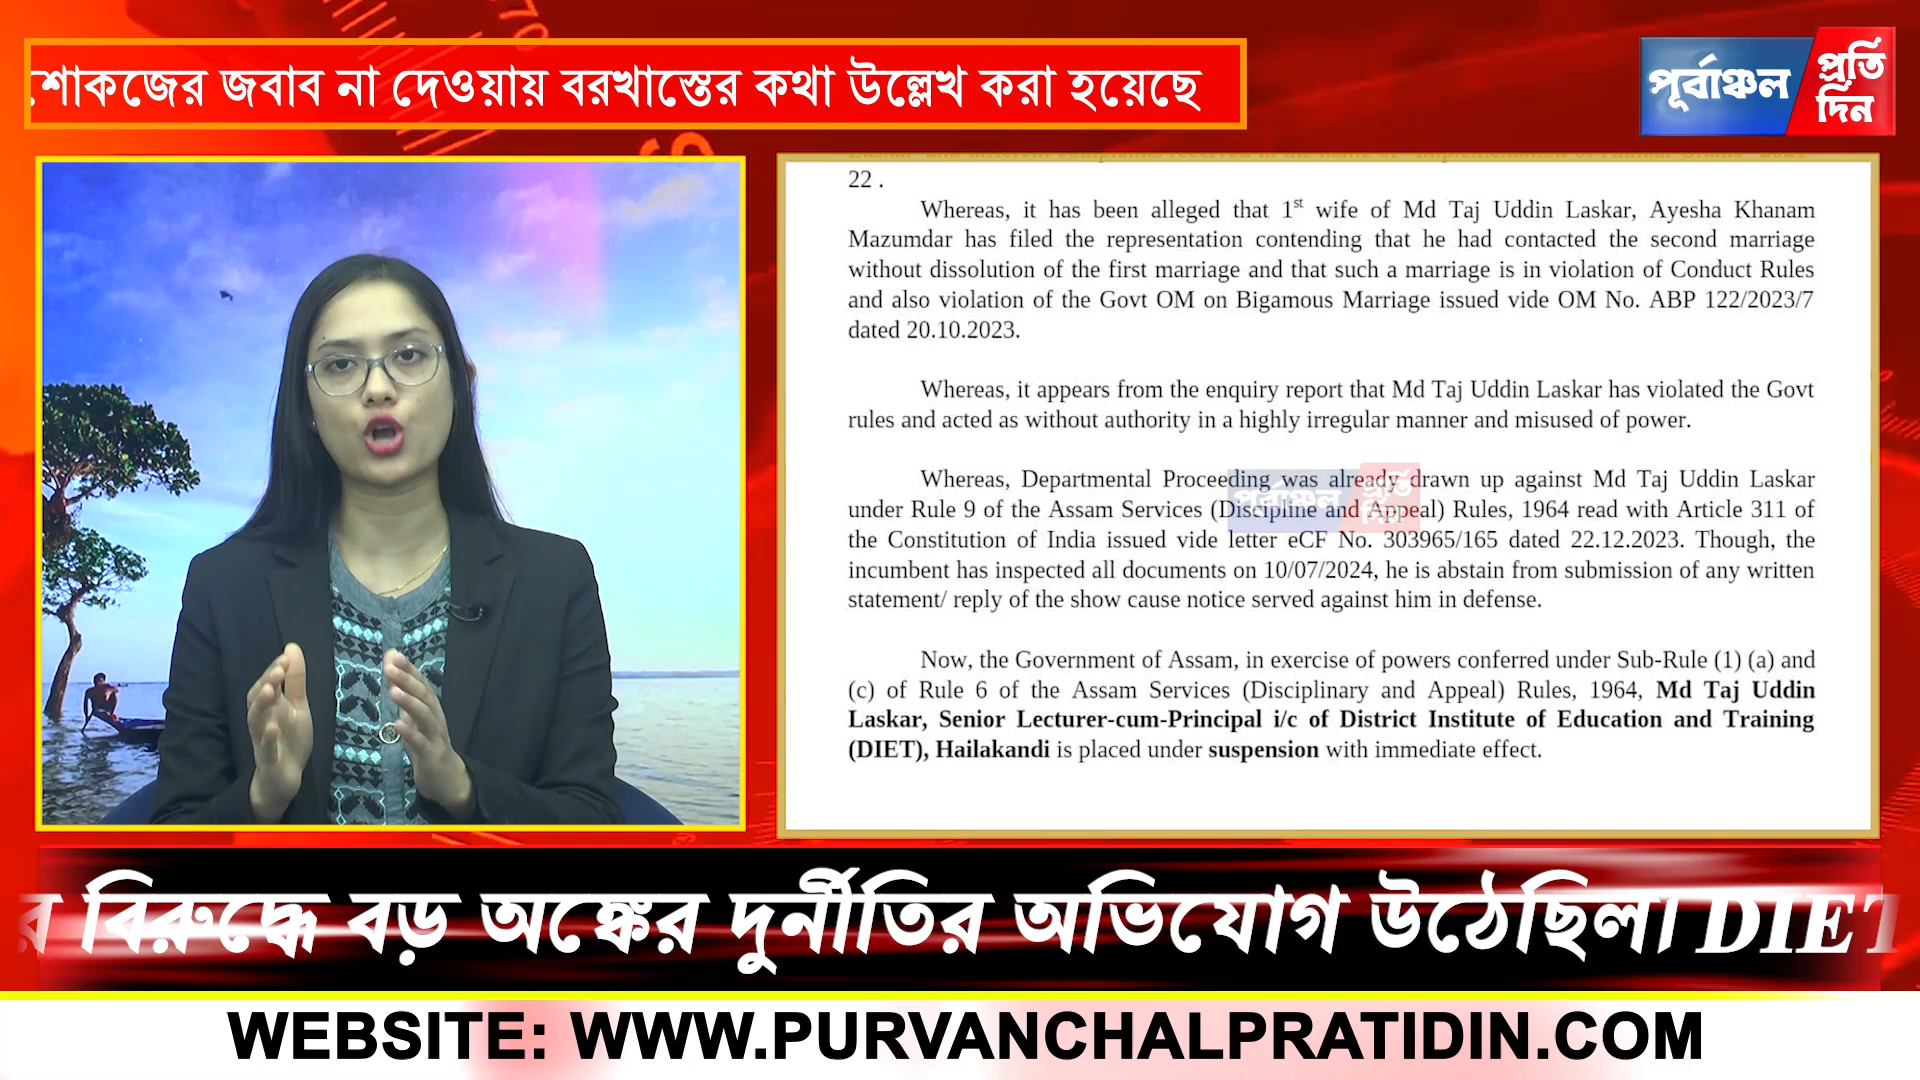 শোকজের জবাব না দেওয়ায় বরখাস্তের কথা উল্লেখ করা হয়েছে
পূর্বাঞ্চল
প্রতি
দিন
22 .
Whereas, it has been alleged that 1st wife of Md Taj Uddin Laskar, Ayesha Khanam
Mazumdar has filed the representation contending that he had contacted the second marriage
without dissolution of the first marriage and that such a marriage is in violation of Conduct Rules
and also violation of the Govt OM on Bigamous Marriage issued vide OM No. ABP 122/2023/7
dated 20.10.2023.
Whereas, it appears from the enquiry report that Md Taj Uddin Laskar has violated the Govt
rules and acted as without authority in a highly irregular manner and misused of power.
Whereas, Departmental Proceeding was already drawn up against Md Taj Uddin Laskar
under Rule 9 of the Assam Services (Discipline and Appeal) Rules, 1964 read with Article 311 of
the Constitution of India issued vide letter eCF No. 303965/165 dated 22.12.2023. Though, the
incumbent has inspected all documents on 10/07/2024, he is abstain from submission of any written
statement/ reply of the show cause notice served against him in defense.
Now, the Government of Assam, in exercise of powers conferred under Sub-Rule (1) (a) and
(c) of Rule 6 of the Assam Services (Disciplinary and Appeal) Rules, 1964, Md Taj Uddin
Laskar, Senior Lecturer-cum-Principal i/c of District Institute of Education and Training
(DIET), Hailakandi is placed under suspension with immediate effect.
পূর্বাঞ্চল
প্রতি
দিন
র বিরুদ্ধে বড় অঙ্কের দুর্নীতির অভিযোগ উঠেছিল। DIET
WEBSITE: WWW.PURVANCHALPRATIDIN.COM